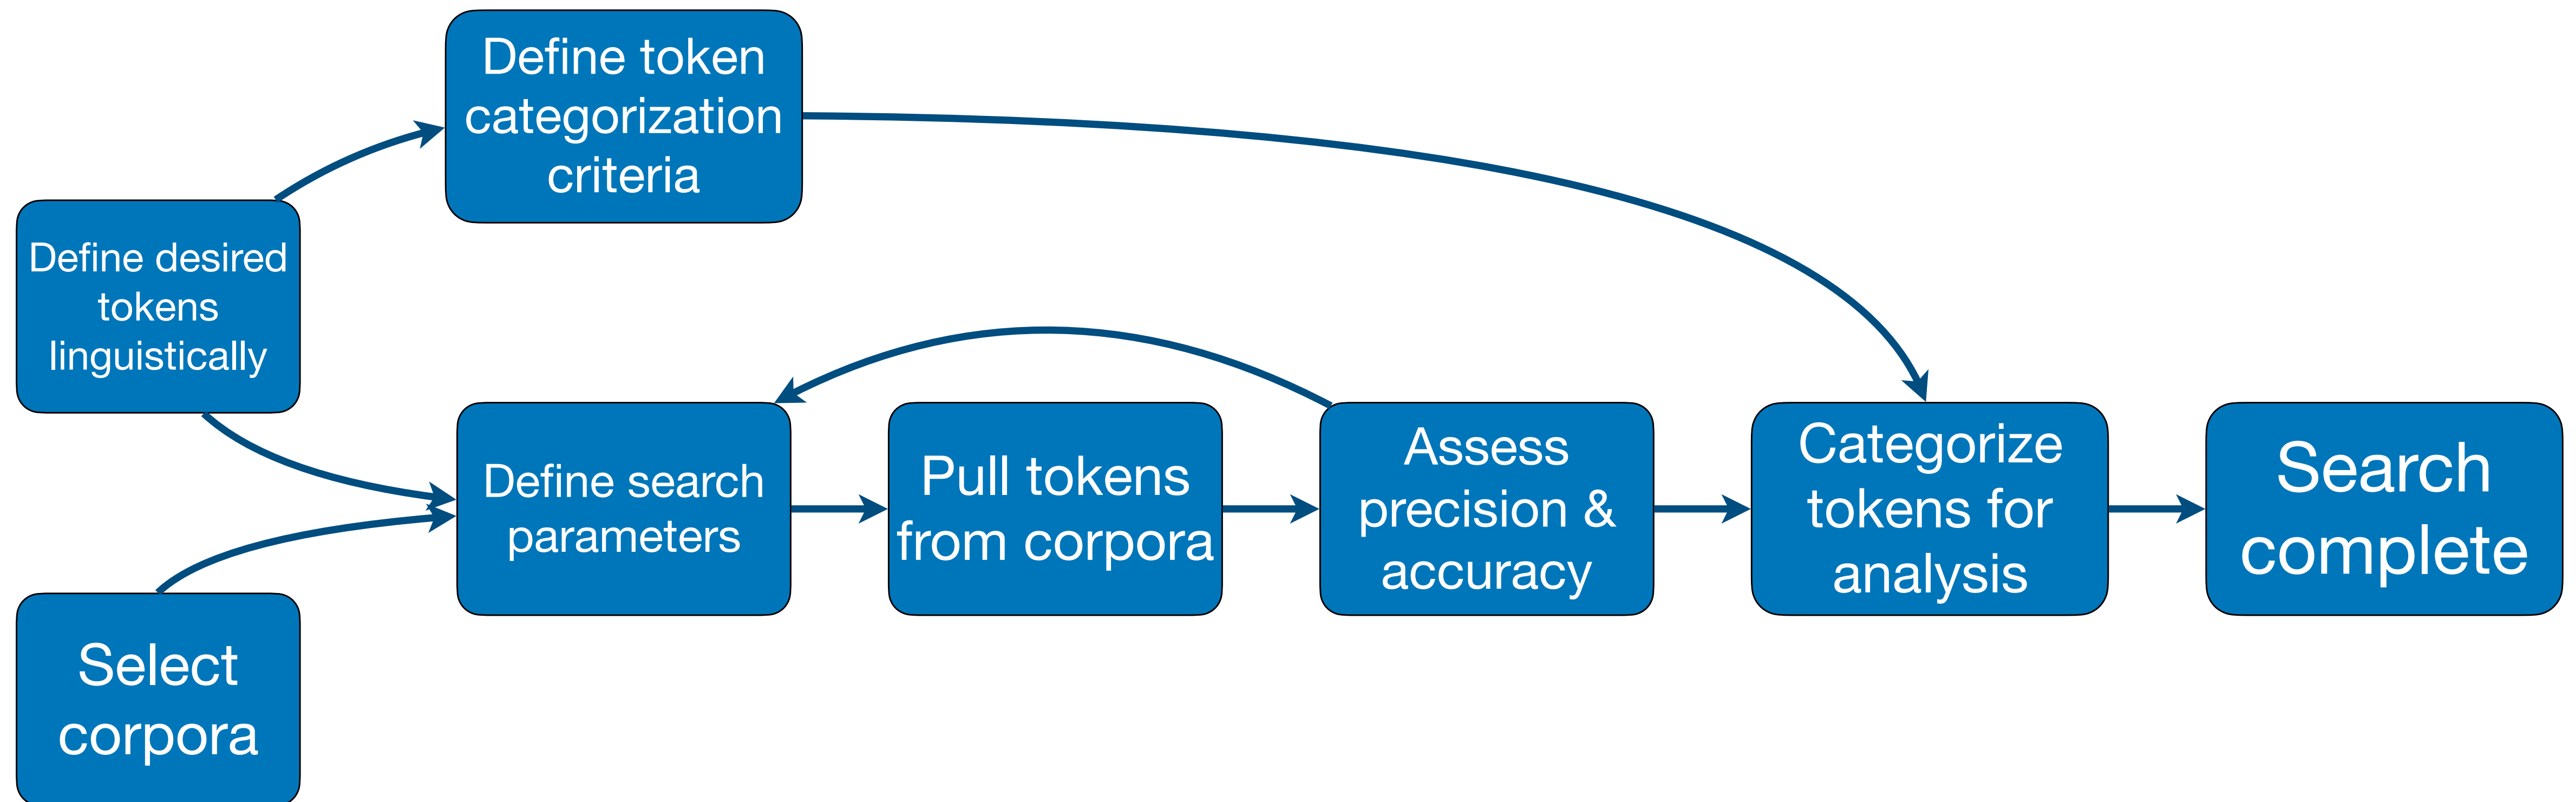 Define token
categorization
criteria
Define desired
tokens
linguistically
Define search
parameters
Pull tokens
from corpora
Assess
precision &
accuracy
Categorize
tokens for
analysis
Search
complete
Select
corpora